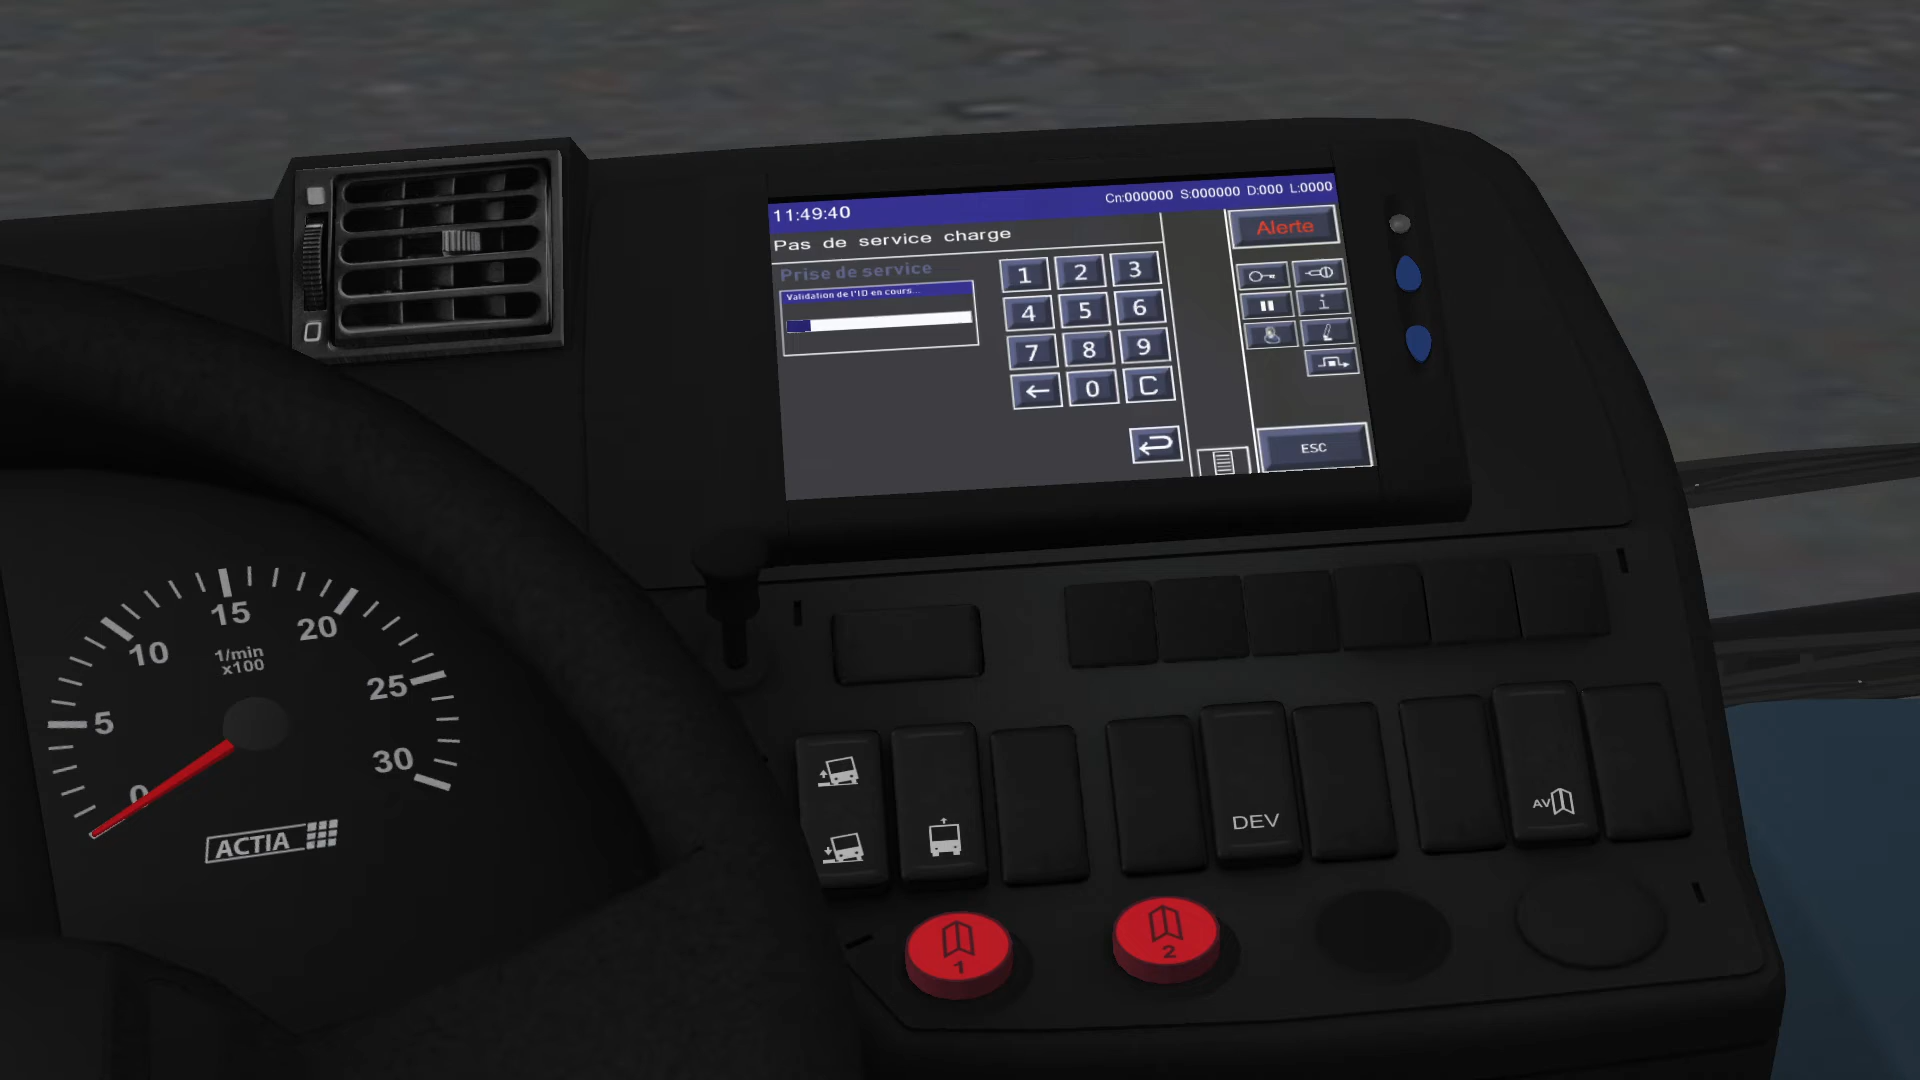 11:49:40
Cn:000000 S:000000 D:000 L:0000
Pas de service charge
Alerte
Prise de service
Validation de l'ID en cours...
1 2 3
4 5 6
7 8 9
← 0 C
i
ESC
0
5
10
15
20
25
30
1/min
x100
ACTIA
DEV
AV
1
2